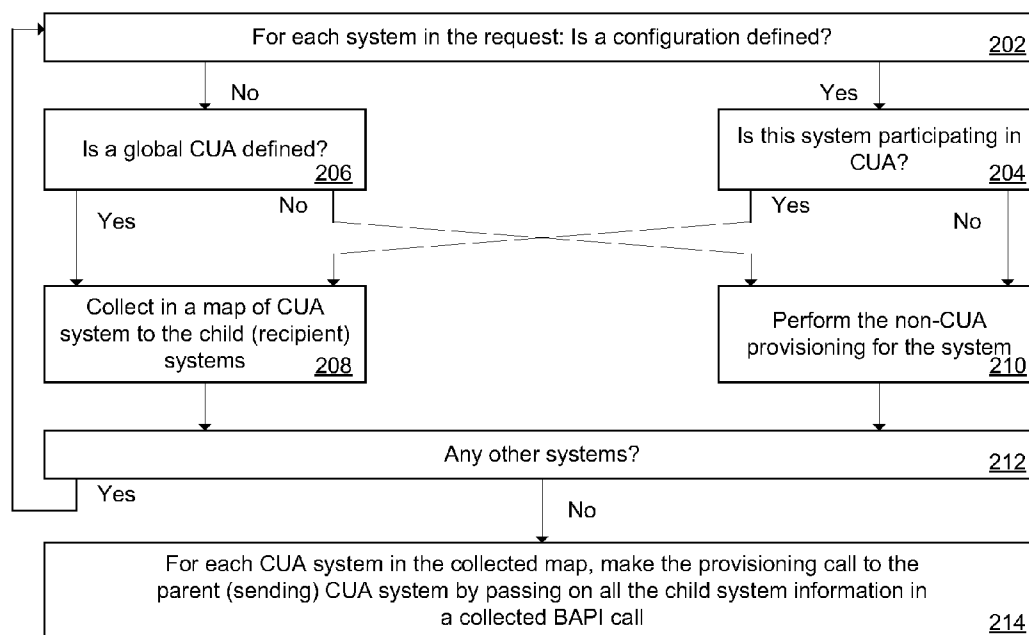 For each system in the request: Is a configuration defined?
202
No
Yes
Is a global CUA defined?
206
Is this system participating in
CUA?
204
Yes
No
Yes
No
Collect in a map of CUA
system to the child (recipient)
systems
208
Perform the non-CUA
provisioning for the system
210
Any other systems?
212
Yes
No
For each CUA system in the collected map, make the provisioning call to the
parent (sending) CUA system by passing on all the child system information in
a collected BAPI call
214